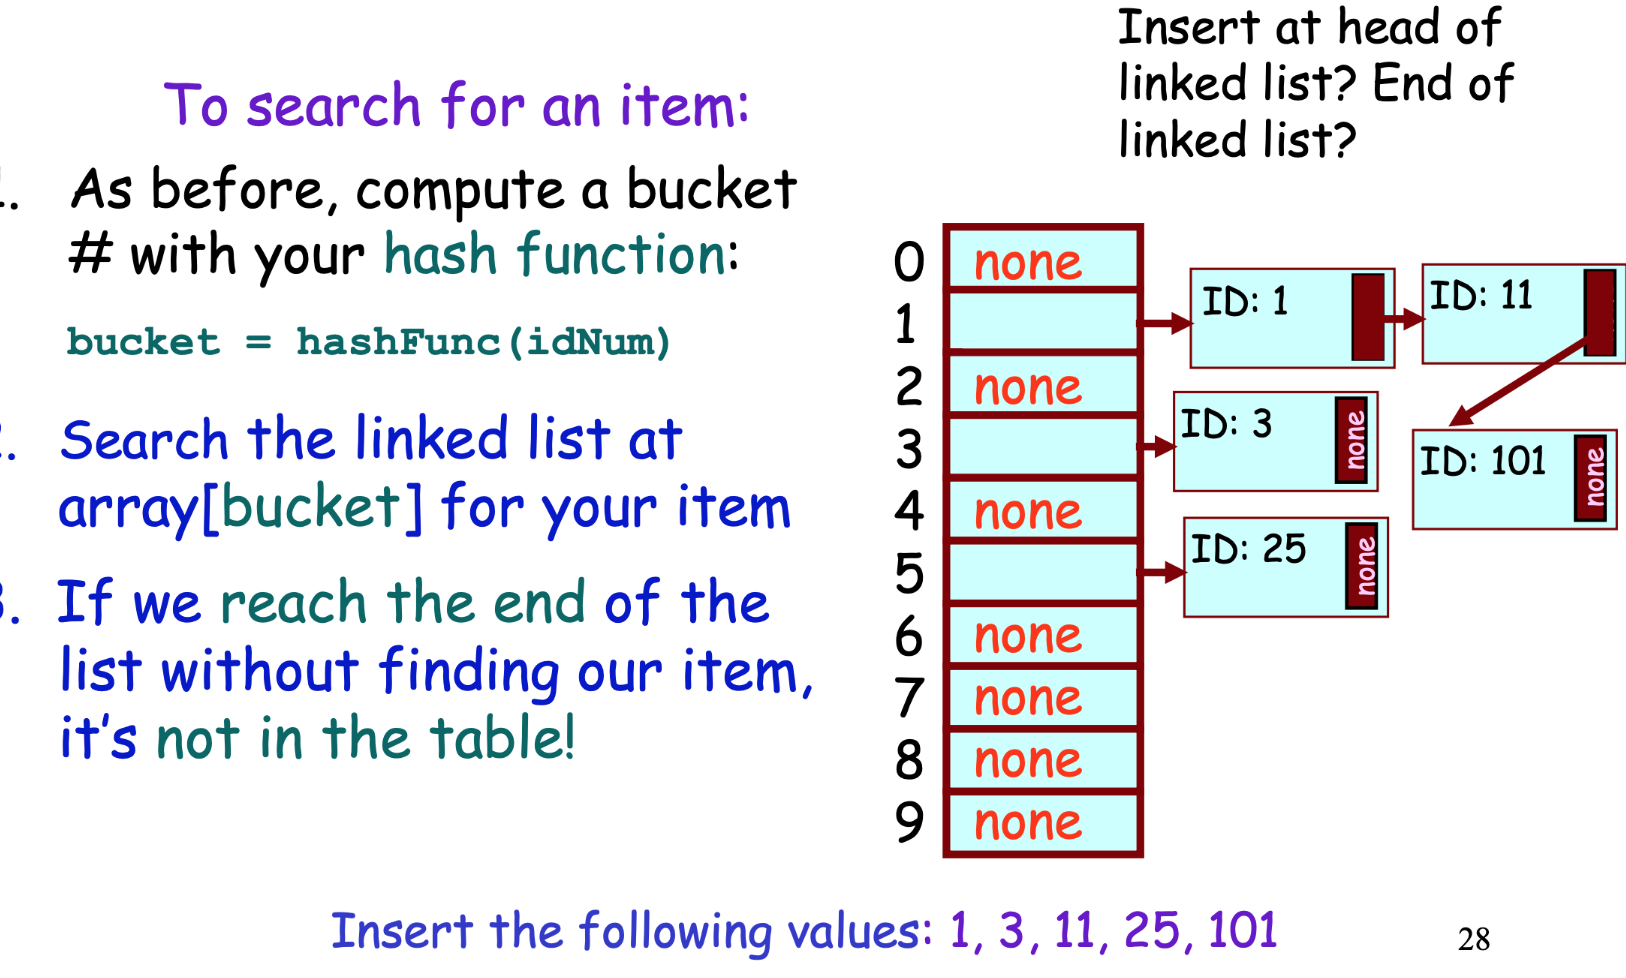 Insert at head of
linked list? End of
linked list?
To search for an item:
1. As before, compute a bucket
# with your hash function:
bucket = hashFunc(idNum)
2. Search the linked list at
array[bucket] for your item
3. If we reach the end of the
list without finding our item,
it's not in the table!
0 none
1
2 none
3
4 none
5
6 none
7 none
8 none
9 none
ID: 1
ID: 11
ID: 3 none
ID: 101 none
ID: 25 none
Insert the following values: 1, 3, 11, 25, 101
28